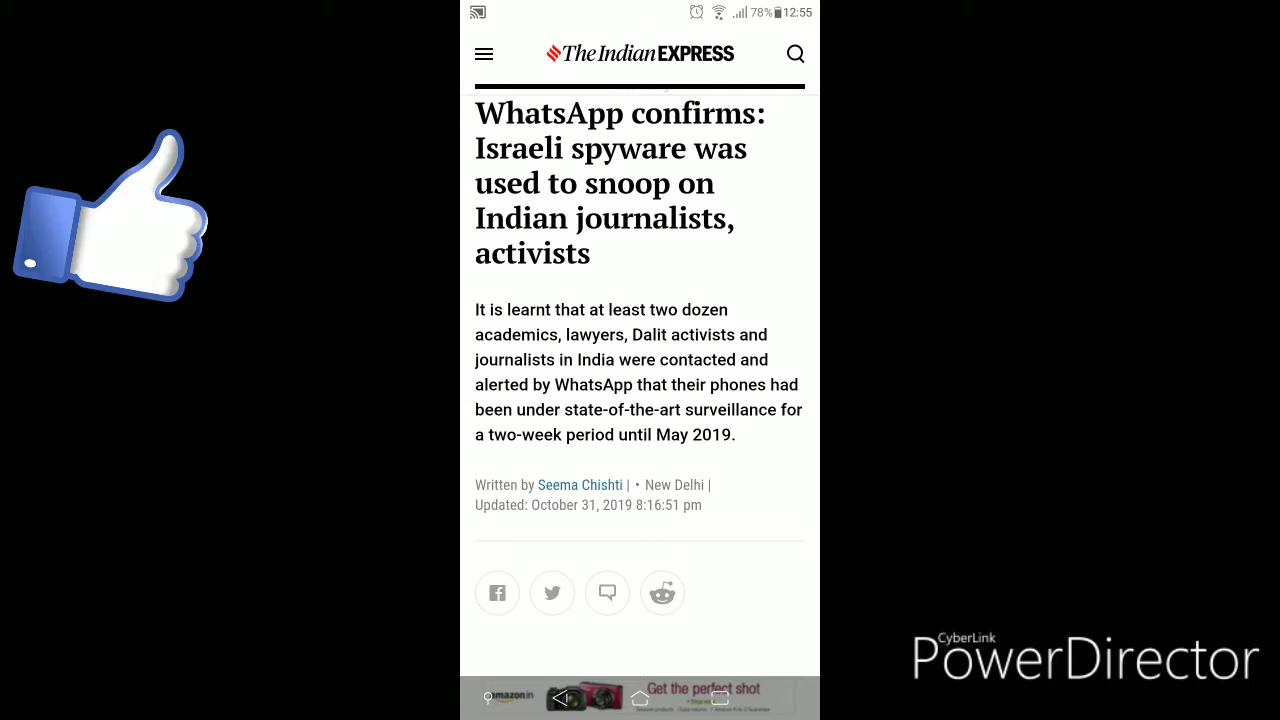 78% 12:55
The Indian EXPRESS
WhatsApp confirms:
Israeli spyware was
used to snoop on
Indian journalists,
activists
It is learnt that at least two dozen
academics, lawyers, Dalit activists and
journalists in India were contacted and
alerted by WhatsApp that their phones had
been under state-of-the-art surveillance for
a two-week period until May 2019.
Written by Seema Chishti | • New Delhi |
Updated: October 31, 2019 8:16:51 pm
amazon.in
Get the perfect shot
CyberLink
PowerDirector